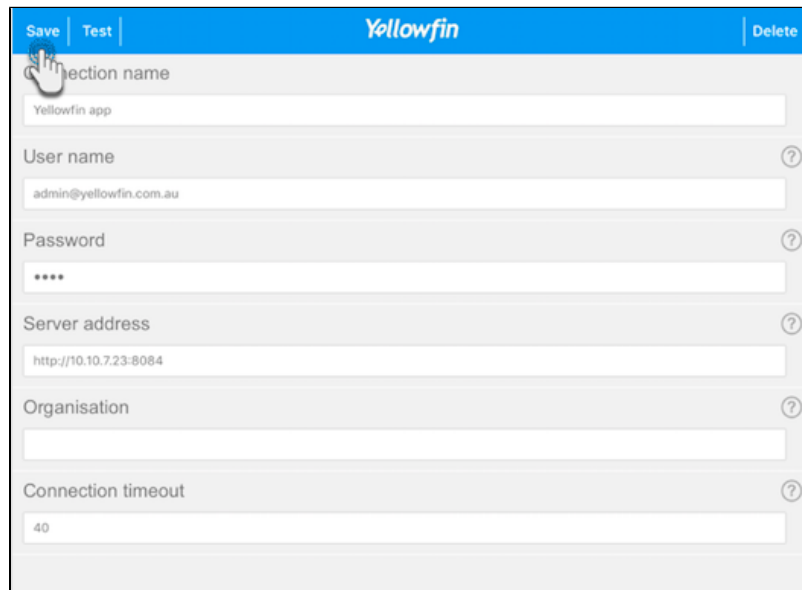 Save Test Yellowfin Delete
Connection name
Yellowfin app
User name ?
admin@yellowfin.com.au
Password ?
••••
Server address ?
http://10.10.7.23:8084
Organisation ?
Connection timeout ?
40